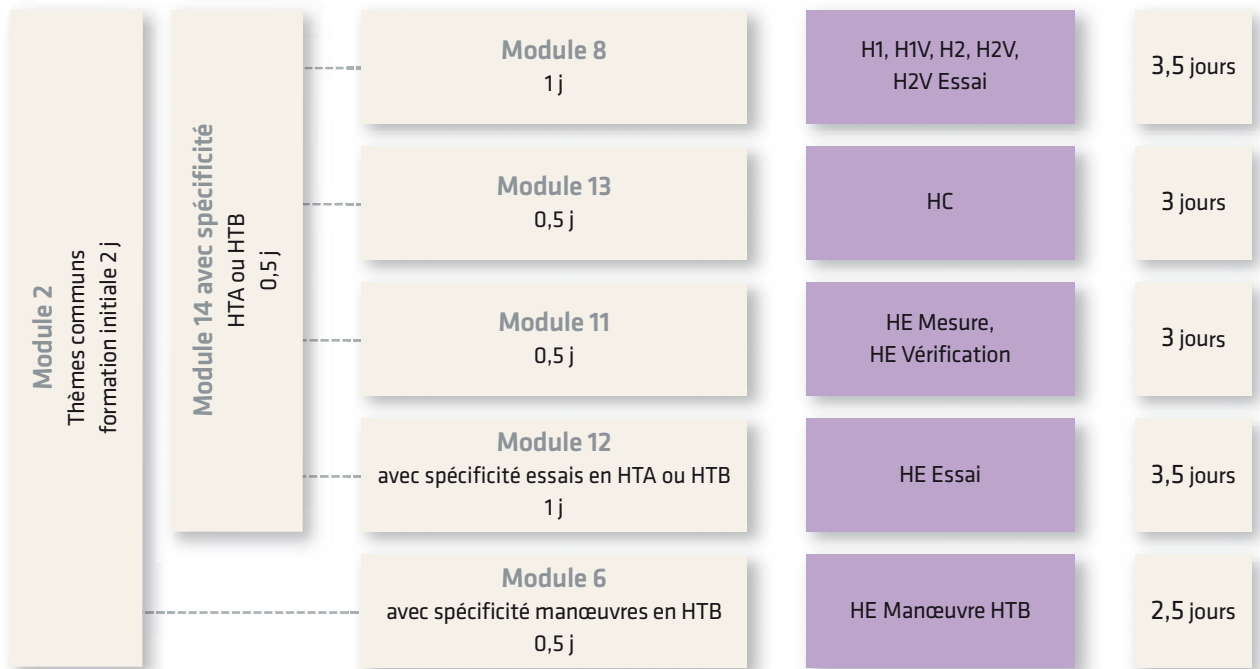 Module 2
Thèmes communs
formation initiale 2 j
Module 14 avec spécificité
HTA ou HTB
0,5 j
Module 8
1 j
H1, H1V, H2, H2V,
H2V Essai
3,5 jours
Module 13
0,5 j
HC
3 jours
Module 11
0,5 j
HE Mesure,
HE Vérification
3 jours
Module 12
avec spécificité essais en HTA ou HTB
1 j
HE Essai
3,5 jours
Module 6
avec spécificité manœuvres en HTB
0,5 j
HE Manœuvre HTB
2,5 jours